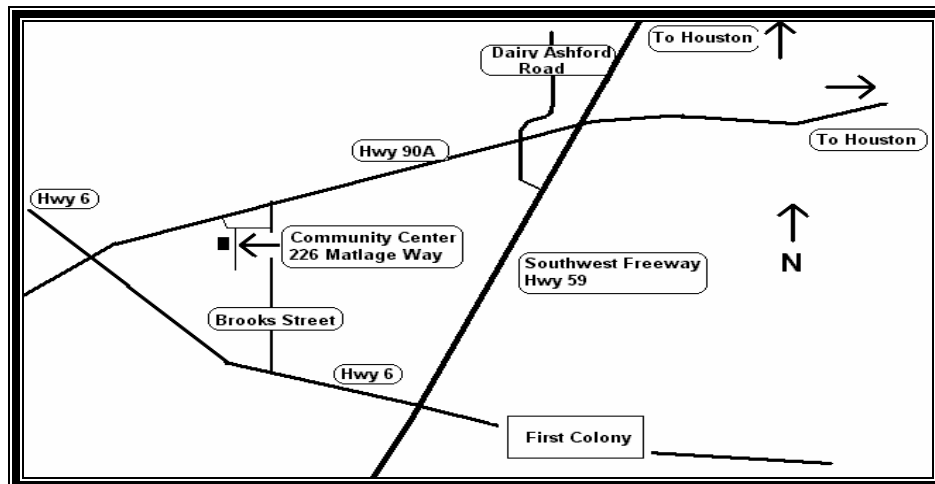 Dairy Ashford
Road
To Houston
To Houston
Hwy 90A
Hwy 6
Community Center
226 Matlage Way
Southwest Freeway
Hwy 59
N
Brooks Street
Hwy 6
First Colony